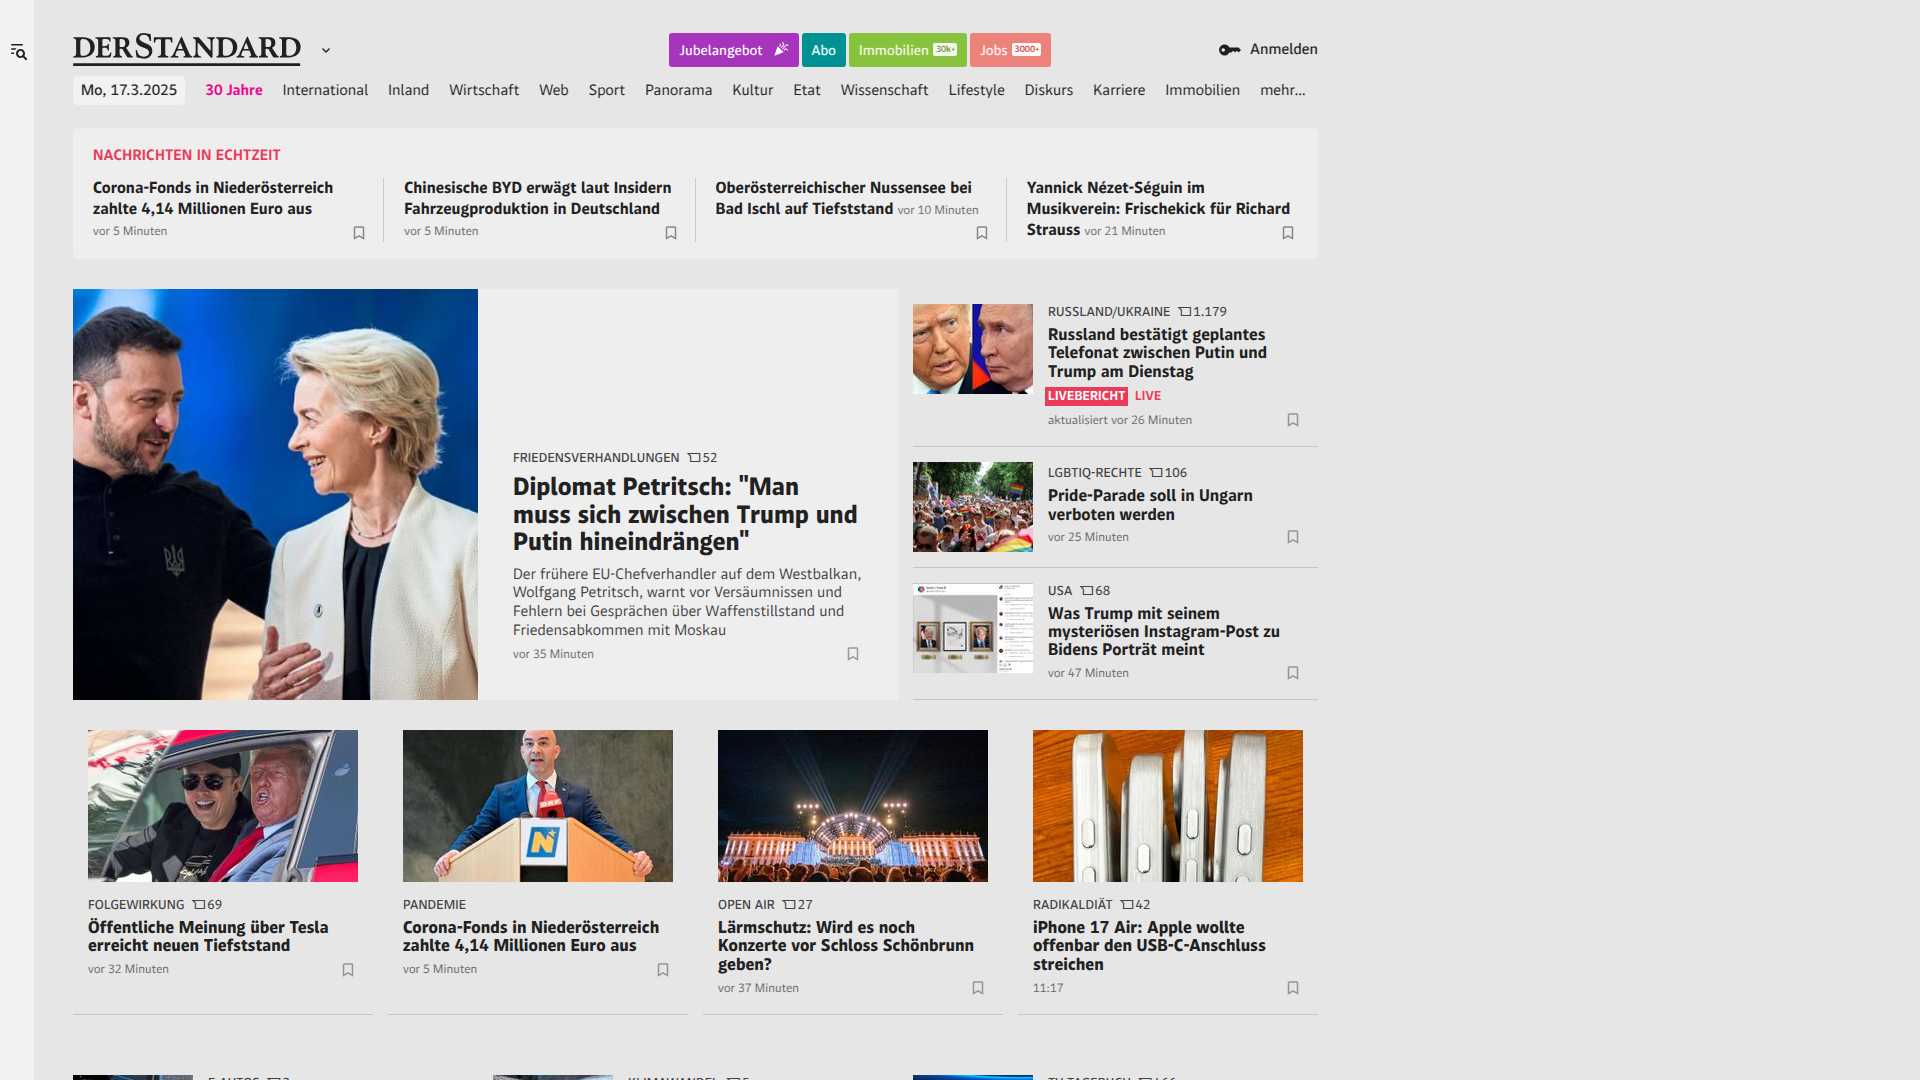 DERSTANDARD
Jubelangebot
Abo
Immobilien 30k+
Jobs 3000+
Anmelden
Mo, 17.3.2025
30 Jahre
International
Inland
Wirtschaft
Web
Sport
Panorama
Kultur
Etat
Wissenschaft
Lifestyle
Diskurs
Karriere
Immobilien
mehr...
NACHRICHTEN IN ECHTZEIT
Corona-Fonds in Niederösterreich
zahlte 4,14 Millionen Euro aus
vor 5 Minuten
Chinesische BYD erwägt laut Insidern
Fahrzeugproduktion in Deutschland
vor 5 Minuten
Oberösterreichischer Nussensee bei
Bad Ischl auf Tiefststand vor 10 Minuten
Yannick Nézet-Séguin im
Musikverein: Frischekick für Richard
Strauss vor 21 Minuten
FRIEDENSVERHANDLUNGEN 52
Diplomat Petritsch: "Man
muss sich zwischen Trump und
Putin hineindrängen"
Der frühere EU-Chefverhandler auf dem Westbalkan,
Wolfgang Petritsch, warnt vor Versäumnissen und
Fehlern bei Gesprächen über Waffenstillstand und
Friedensabkommen mit Moskau
vor 35 Minuten
RUSSLAND/UKRAINE 1.179
Russland bestätigt geplantes
Telefonat zwischen Putin und
Trump am Dienstag
LIVEBERICHT LIVE
aktualisiert vor 26 Minuten
LGBTIQ-RECHTE 106
Pride-Parade soll in Ungarn
verboten werden
vor 25 Minuten
USA 68
Was Trump mit seinem
mysteriösen Instagram-Post zu
Bidens Porträt meint
vor 47 Minuten
FOLGEWIRKUNG 69
Öffentliche Meinung über Tesla
erreicht neuen Tiefststand
vor 32 Minuten
N
PANDEMIE
Corona-Fonds in Niederösterreich
zahlte 4,14 Millionen Euro aus
vor 5 Minuten
OPEN AIR 27
Lärmschutz: Wird es noch
Konzerte vor Schloss Schönbrunn
geben?
vor 37 Minuten
RADIKALDIÄT 42
iPhone 17 Air: Apple wollte
offenbar den USB-C-Anschluss
streichen
11:17